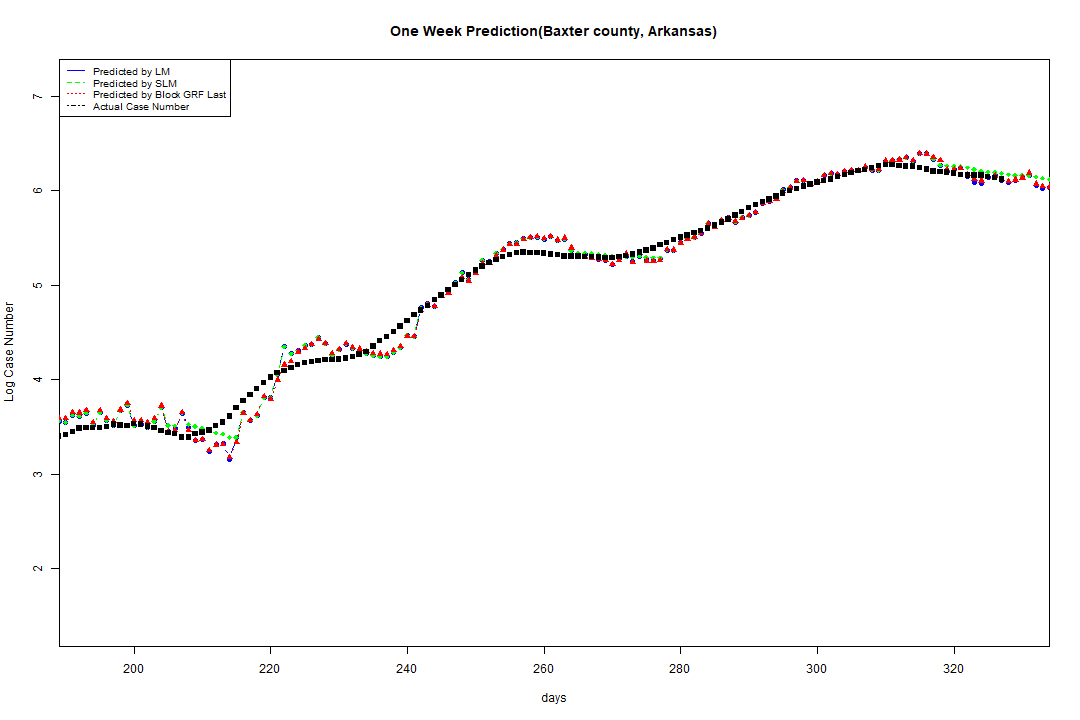 One Week Prediction(Baxter county, Arkansas)
Predicted by LM
Predicted by SLM
Predicted by Block GRF Last
Actual Case Number
7
6
5
4
3
2
Log Case Number
200 220 240 260 280 300 320
days